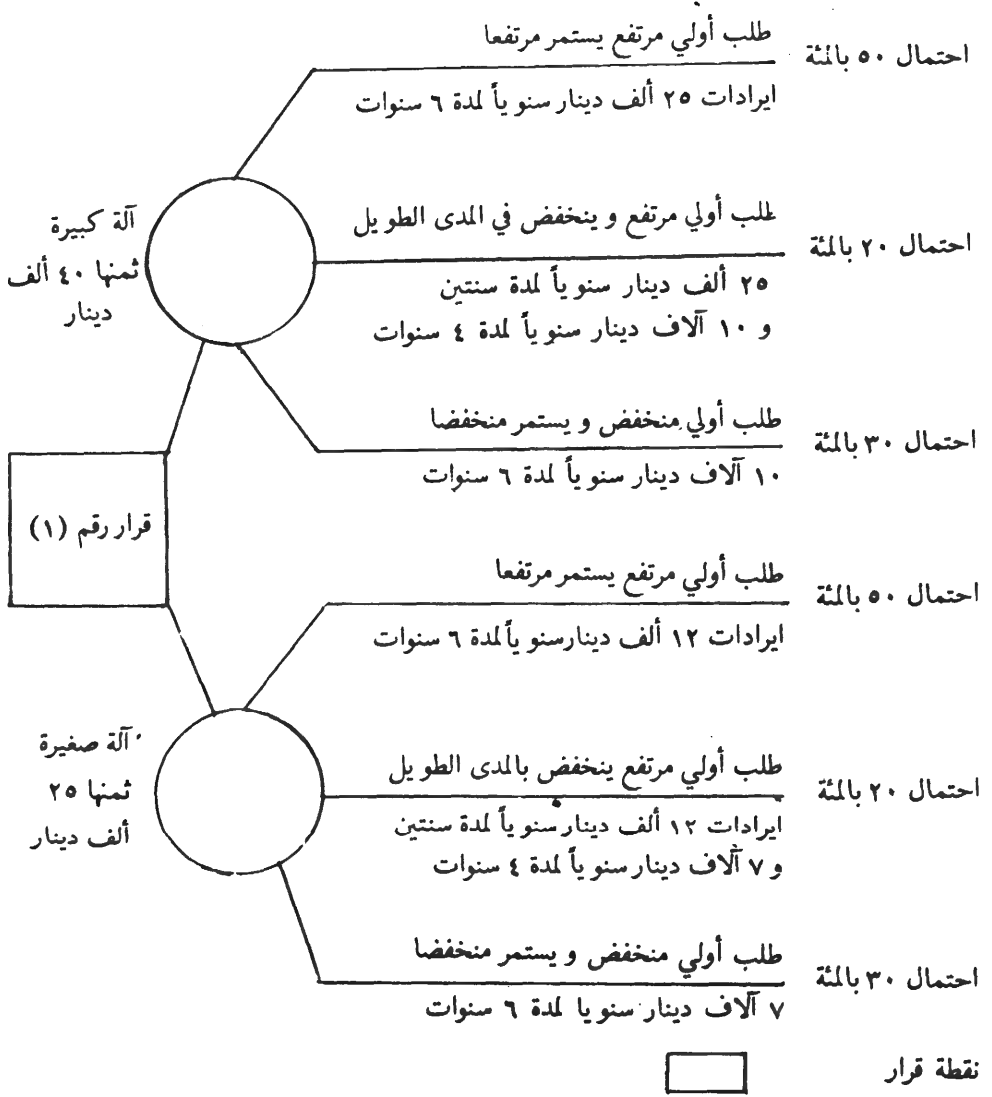 طلب أولي مرتفع يستمر مرتفعا
احتمال ٥٠ بالمئة
ايرادات ٢٥ ألف دينار سنوياً لمدة ٦ سنوات
طلب أولي مرتفع وينخفض في المدى الطويل
احتمال ٢٠ بالمئة
آلة كبيرة
ثمنها ٤٠ ألف
دينار
٢٥ ألف دينار سنوياً لمدة سنتين
و ١٠ آلاف دينار سنوياً لمدة ٤ سنوات
طلب أولي منخفض ويستمر منخفضا
احتمال ٣٠ بالمئة
١٠ آلاف دينار سنوياً لمدة ٦ سنوات
قرار رقم (١)
طلب أولي مرتفع يستمر مرتفعا
احتمال ٥٠ بالمئة
ايرادات ١٢ ألف دينار سنوياً لمدة ٦ سنوات
طلب أولي مرتفع ينخفض بالمدى الطويل
احتمال ٢٠ بالمئة
آلة صغيرة
ثمنها ٢٥
ألف دينار
ايرادات ١٢ ألف دينار سنوياً لمدة سنتين
و ٧ آلاف دينار سنوياً لمدة ٤ سنوات
طلب أولي منخفض ويستمر منخفضا
احتمال ٣٠ بالمئة
٧ آلاف دينار سنويا لمدة ٦ سنوات
نقطة قرار